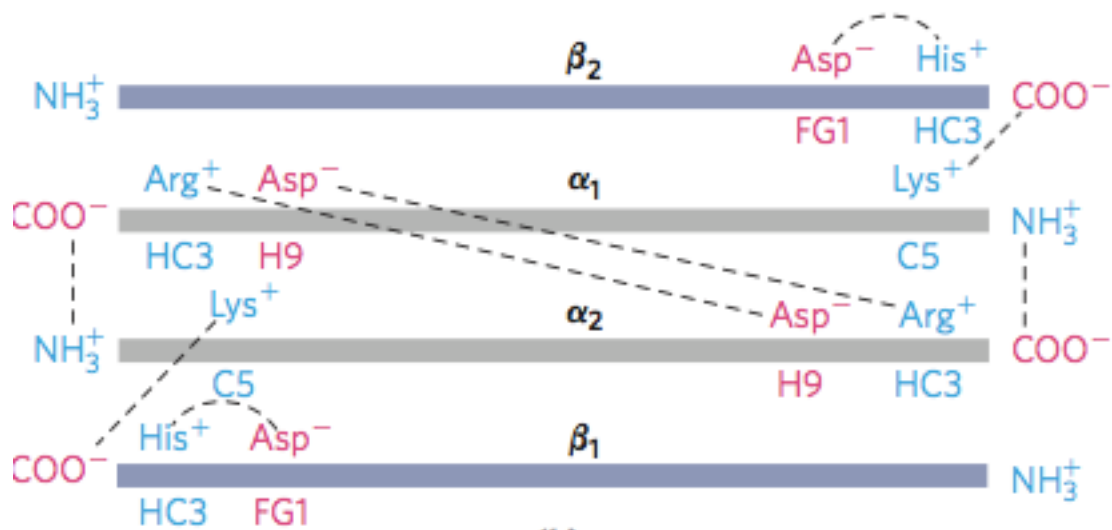 Asp⁻ His⁺
β₂
NH₃⁺ COO⁻
FG1 HC3
Arg⁺ Asp⁻ α₁ Lys⁺
COO⁻ NH₃⁺
HC3 H9 C5
Lys⁺ α₂ Asp⁻ Arg⁺
NH₃⁺ COO⁻
C5 H9 HC3
His⁺ Asp⁻ β₁
COO⁻ NH₃⁺
HC3 FG1